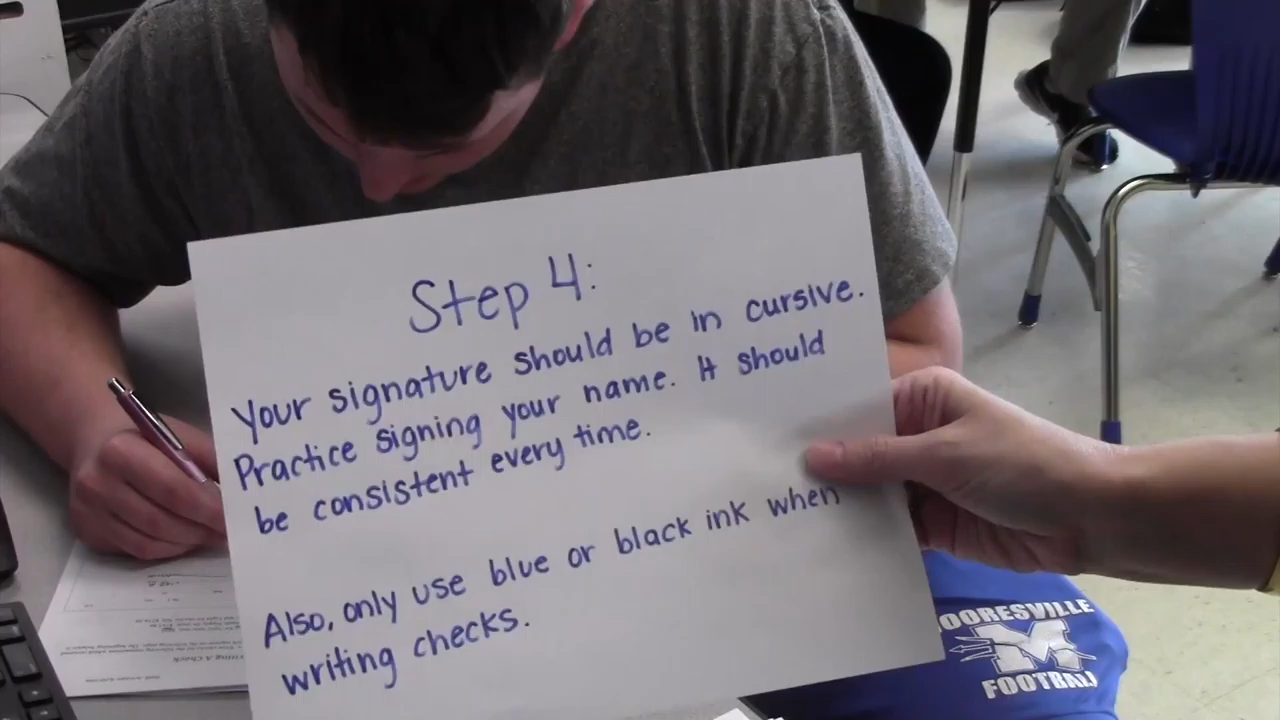 Step 4:
Your signature should be in cursive.
Practice signing your name. It should
be consistent every time.
Also, only use blue or black ink when
writing checks.
OORESVILLE
M
FOOTBALL